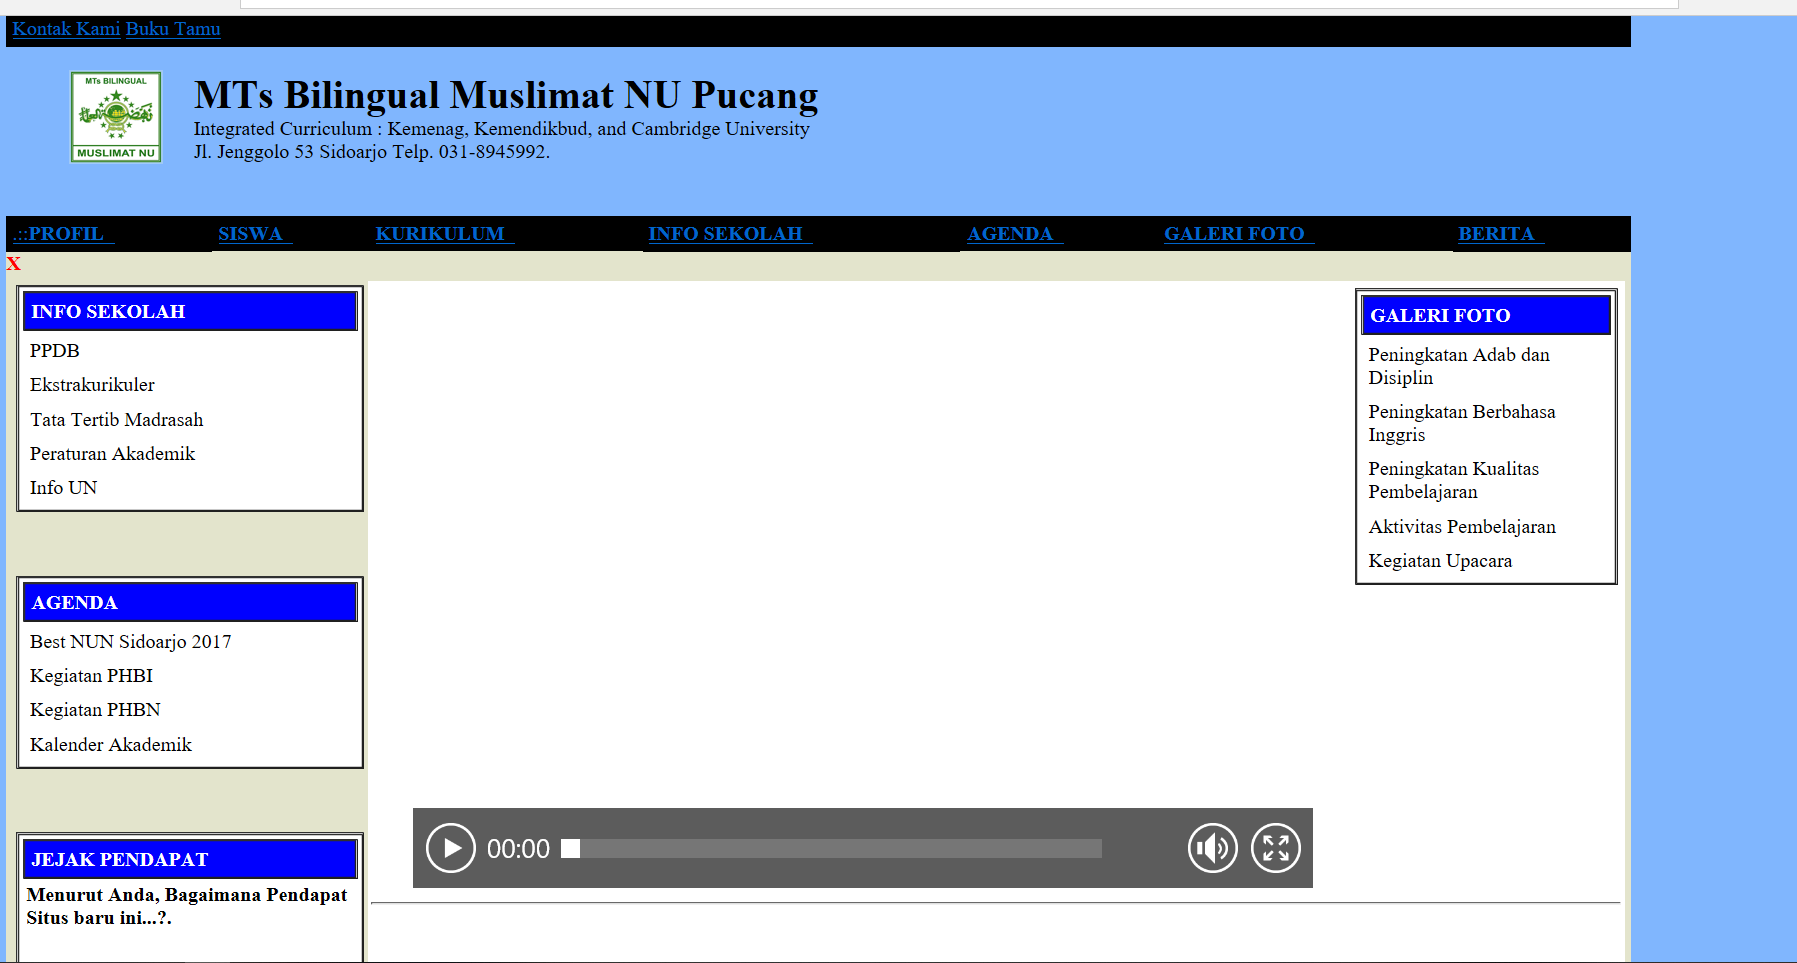 Kontak Kami Buku Tamu
MTs BILINGUAL
MUSLIMAT NU
MTs Bilingual Muslimat NU Pucang
Integrated Curriculum : Kemenag, Kemendikbud, and Cambridge University
Jl. Jenggolo 53 Sidoarjo Telp. 031-8945992.
.::PROFIL SISWA KURIKULUM INFO SEKOLAH AGENDA GALERI FOTO BERITA
X
INFO SEKOLAH
PPDB
Ekstrakurikuler
Tata Tertib Madrasah
Peraturan Akademik
Info UN
AGENDA
Best NUN Sidoarjo 2017
Kegiatan PHBI
Kegiatan PHBN
Kalender Akademik
JEJAK PENDAPAT
Menurut Anda, Bagaimana Pendapat
Situs baru ini...?.
00:00
GALERI FOTO
Peningkatan Adab dan
Disiplin
Peningkatan Berbahasa
Inggris
Peningkatan Kualitas
Pembelajaran
Aktivitas Pembelajaran
Kegiatan Upacara